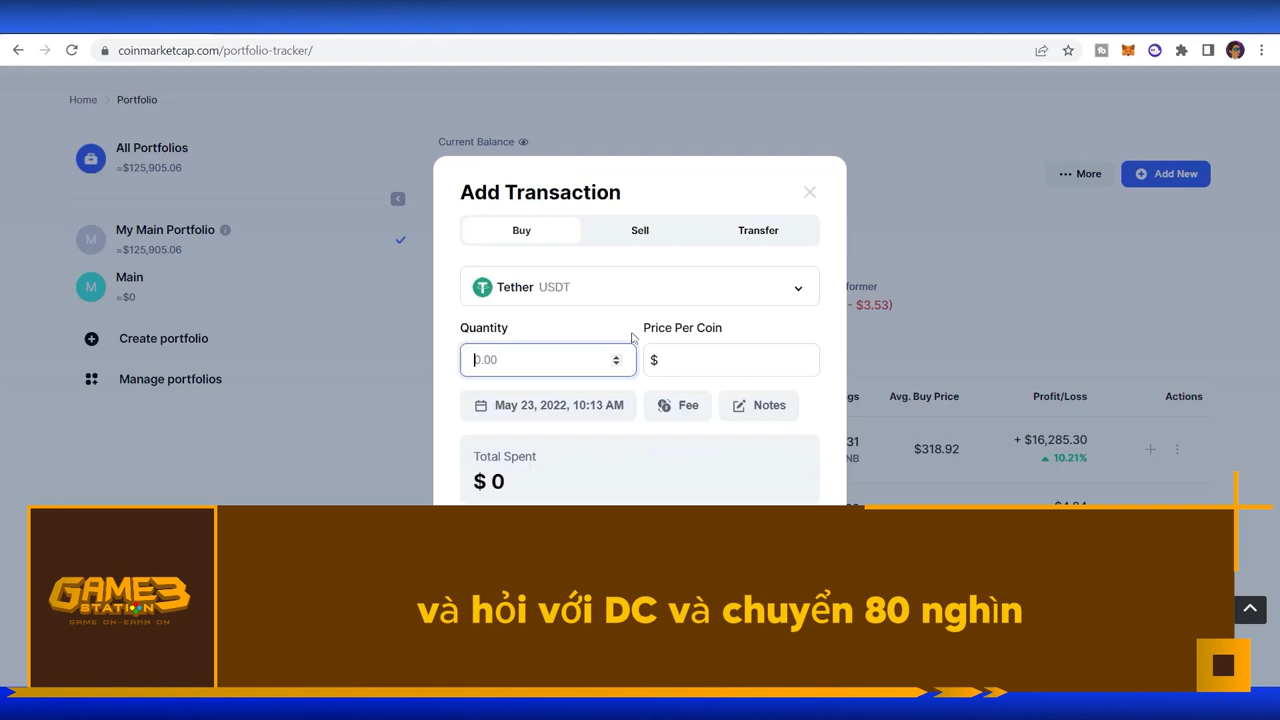 coinmarketcap.com/portfolio-tracker/
Home > Portfolio
All Portfolios
≈$125,905.06
My Main Portfolio
≈$125,905.06
Main
≈$0
Create portfolio
Manage portfolios
Current Balance
More
Add New
Add Transaction
Buy Sell Transfer
Tether USDT
Quantity Price Per Coin
0.00 $
May 23, 2022, 10:13 AM Fee Notes
Total Spent
$ 0
former
- $3.53)
gs Avg. Buy Price Profit/Loss Actions
31 $318.92 + $16,285.30
NB 10.21%
GAME3
STATION
GAME ON-EARN ON
và hỏi với DC và chuyển 80 nghìn